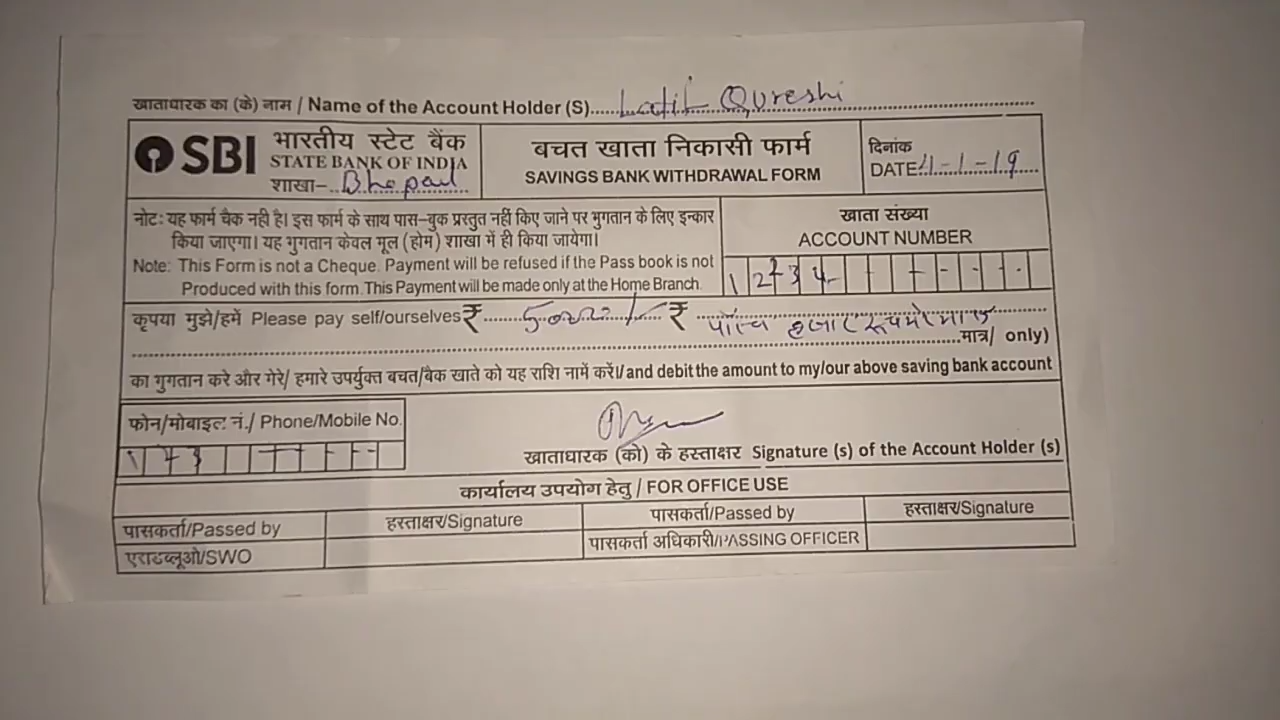 खाताधारक का (के) नाम / Name of the Account Holder (S)...... Latif Qureshi
SBI भारतीय स्टेट बैंक
STATE BANK OF INDIA
शाखा–.. Bhopal
बचत खाता निकासी फार्म
SAVINGS BANK WITHDRAWAL FORM
दिनांक
DATE 11-1-19
नोटः यह फार्म चैक नही है। इस फार्म के साथ पास–बुक प्रस्तुत नहीं किए जाने पर भुगतान के लिए इन्कार
किया जाएगा। यह गुगतान केवल मूल (होम) शाखा में ही किया जायेगा।
Note: This Form is not a Cheque. Payment will be refused if the Pass book is not
Produced with this form. This Payment will be made only at the Home Branch.
खाता संख्या
ACCOUNT NUMBER
1 2 3 4 - - - - - - -
कृपया मुझे/हमें Please pay self/ourselves ₹ 5000/- ₹ पाँच हजार रूपये मात्र
मात्र/ only)
का गुगतान करे और गेरे/ हमारे उपर्युक्त बचत/बैक खाते को यह राशि नामें करें।/and debit the amount to my/our above saving bank account
फोन/मोबाइल नं./ Phone/Mobile No.
खाताधारक (को) के हस्ताक्षर Signature (s) of the Account Holder (s)
कार्यालय उपयोग हेतु / FOR OFFICE USE
पासकर्ता/Passed by हस्ताक्षर/Signature पासकर्ता/Passed by हस्ताक्षर/Signature
एराडब्लूओ/SWO पासकर्ता अधिकारी/PASSING OFFICER